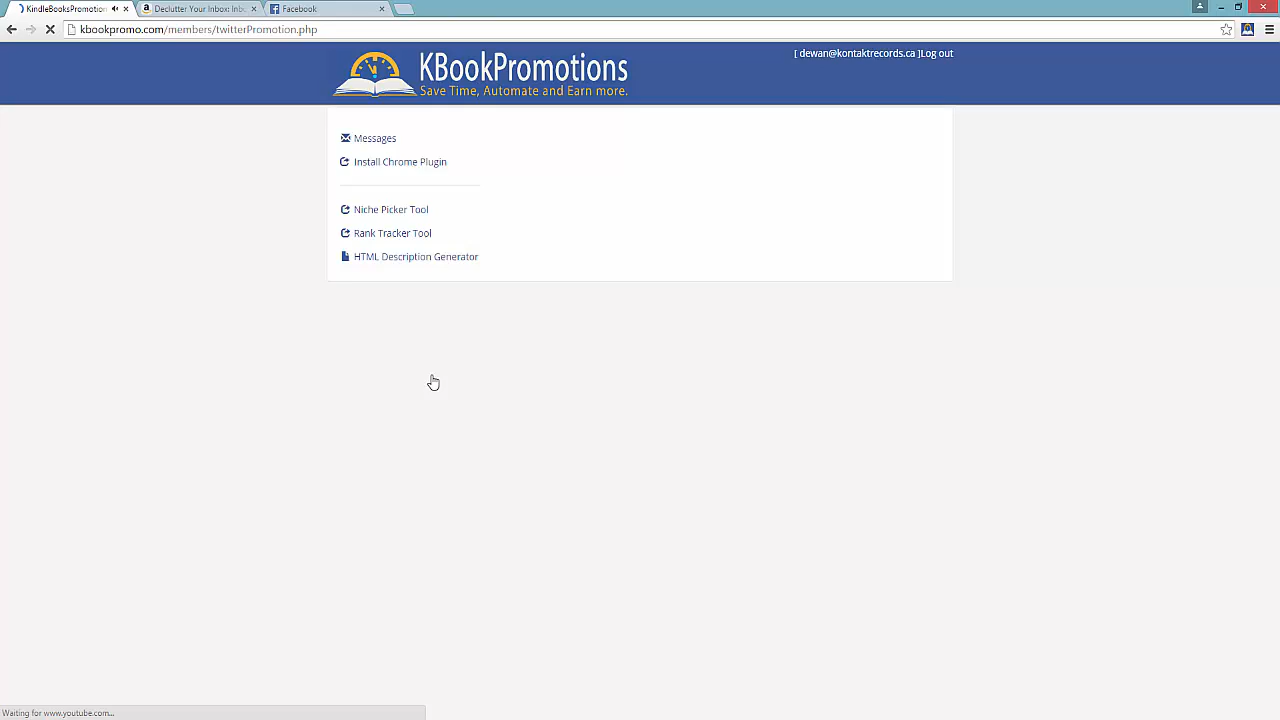 KindleBooksPromotion
Declutter Your Inbox: Inb
Facebook
kbookpromo.com/members/twitterPromotion.php
[ dewan@kontaktrecords.ca ]Log out
KBookPromotions
Save Time, Automate and Earn more.
Messages
Install Chrome Plugin
Niche Picker Tool
Rank Tracker Tool
HTML Description Generator
Waiting for www.youtube.com...